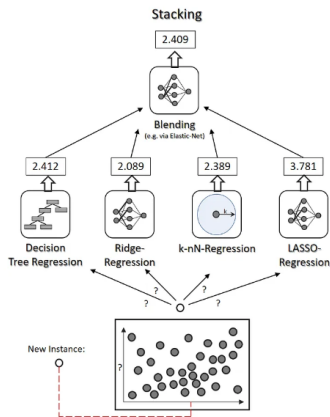 Stacking
2.409
Blending
(e.g. via Elastic-Net)
2.412
2.089
2.389
3.781
k
Decision
Tree Regression
Ridge-
Regression
k-nN-Regression
LASSO-
Regression
?
?
?
?
New Instance:
?